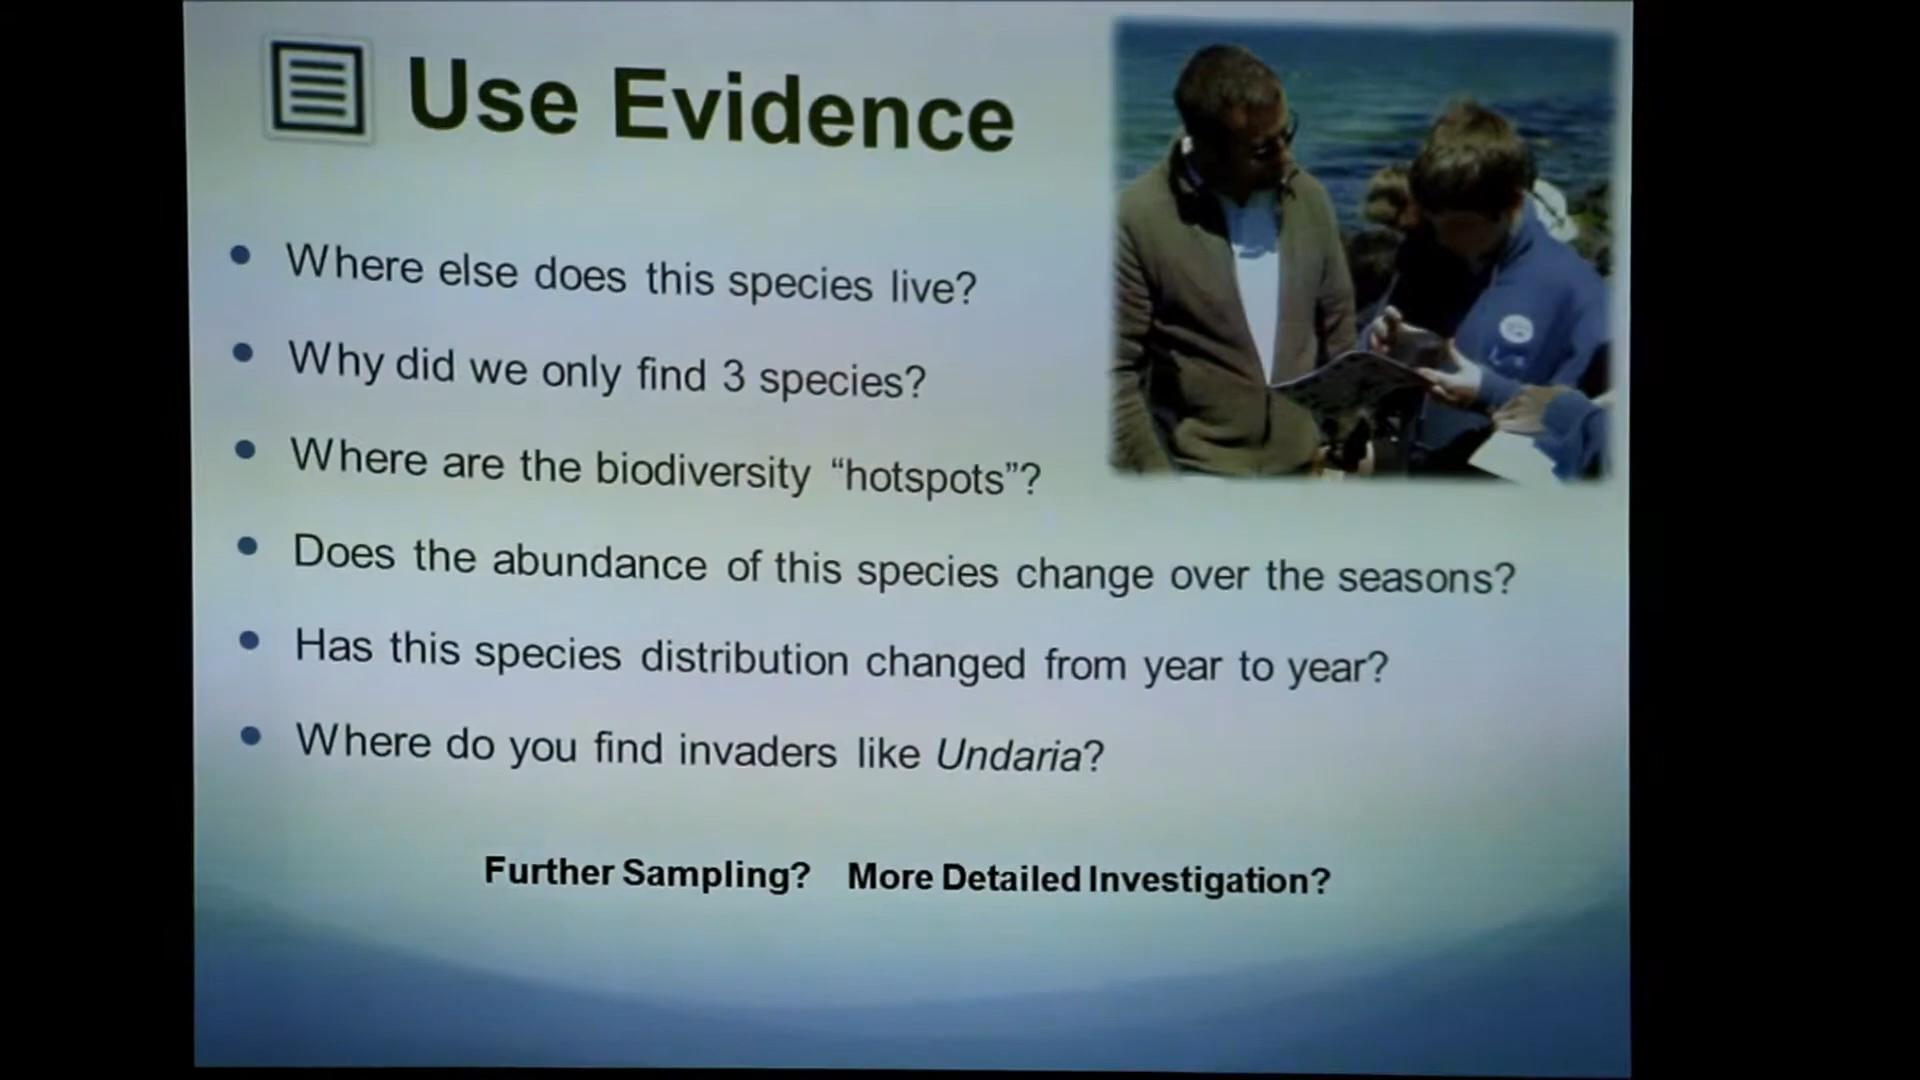 Use Evidence
Where else does this species live?
Why did we only find 3 species?
Where are the biodiversity “hotspots”?
Does the abundance of this species change over the seasons?
Has this species distribution changed from year to year?
Where do you find invaders like Undaria?
Further Sampling? More Detailed Investigation?